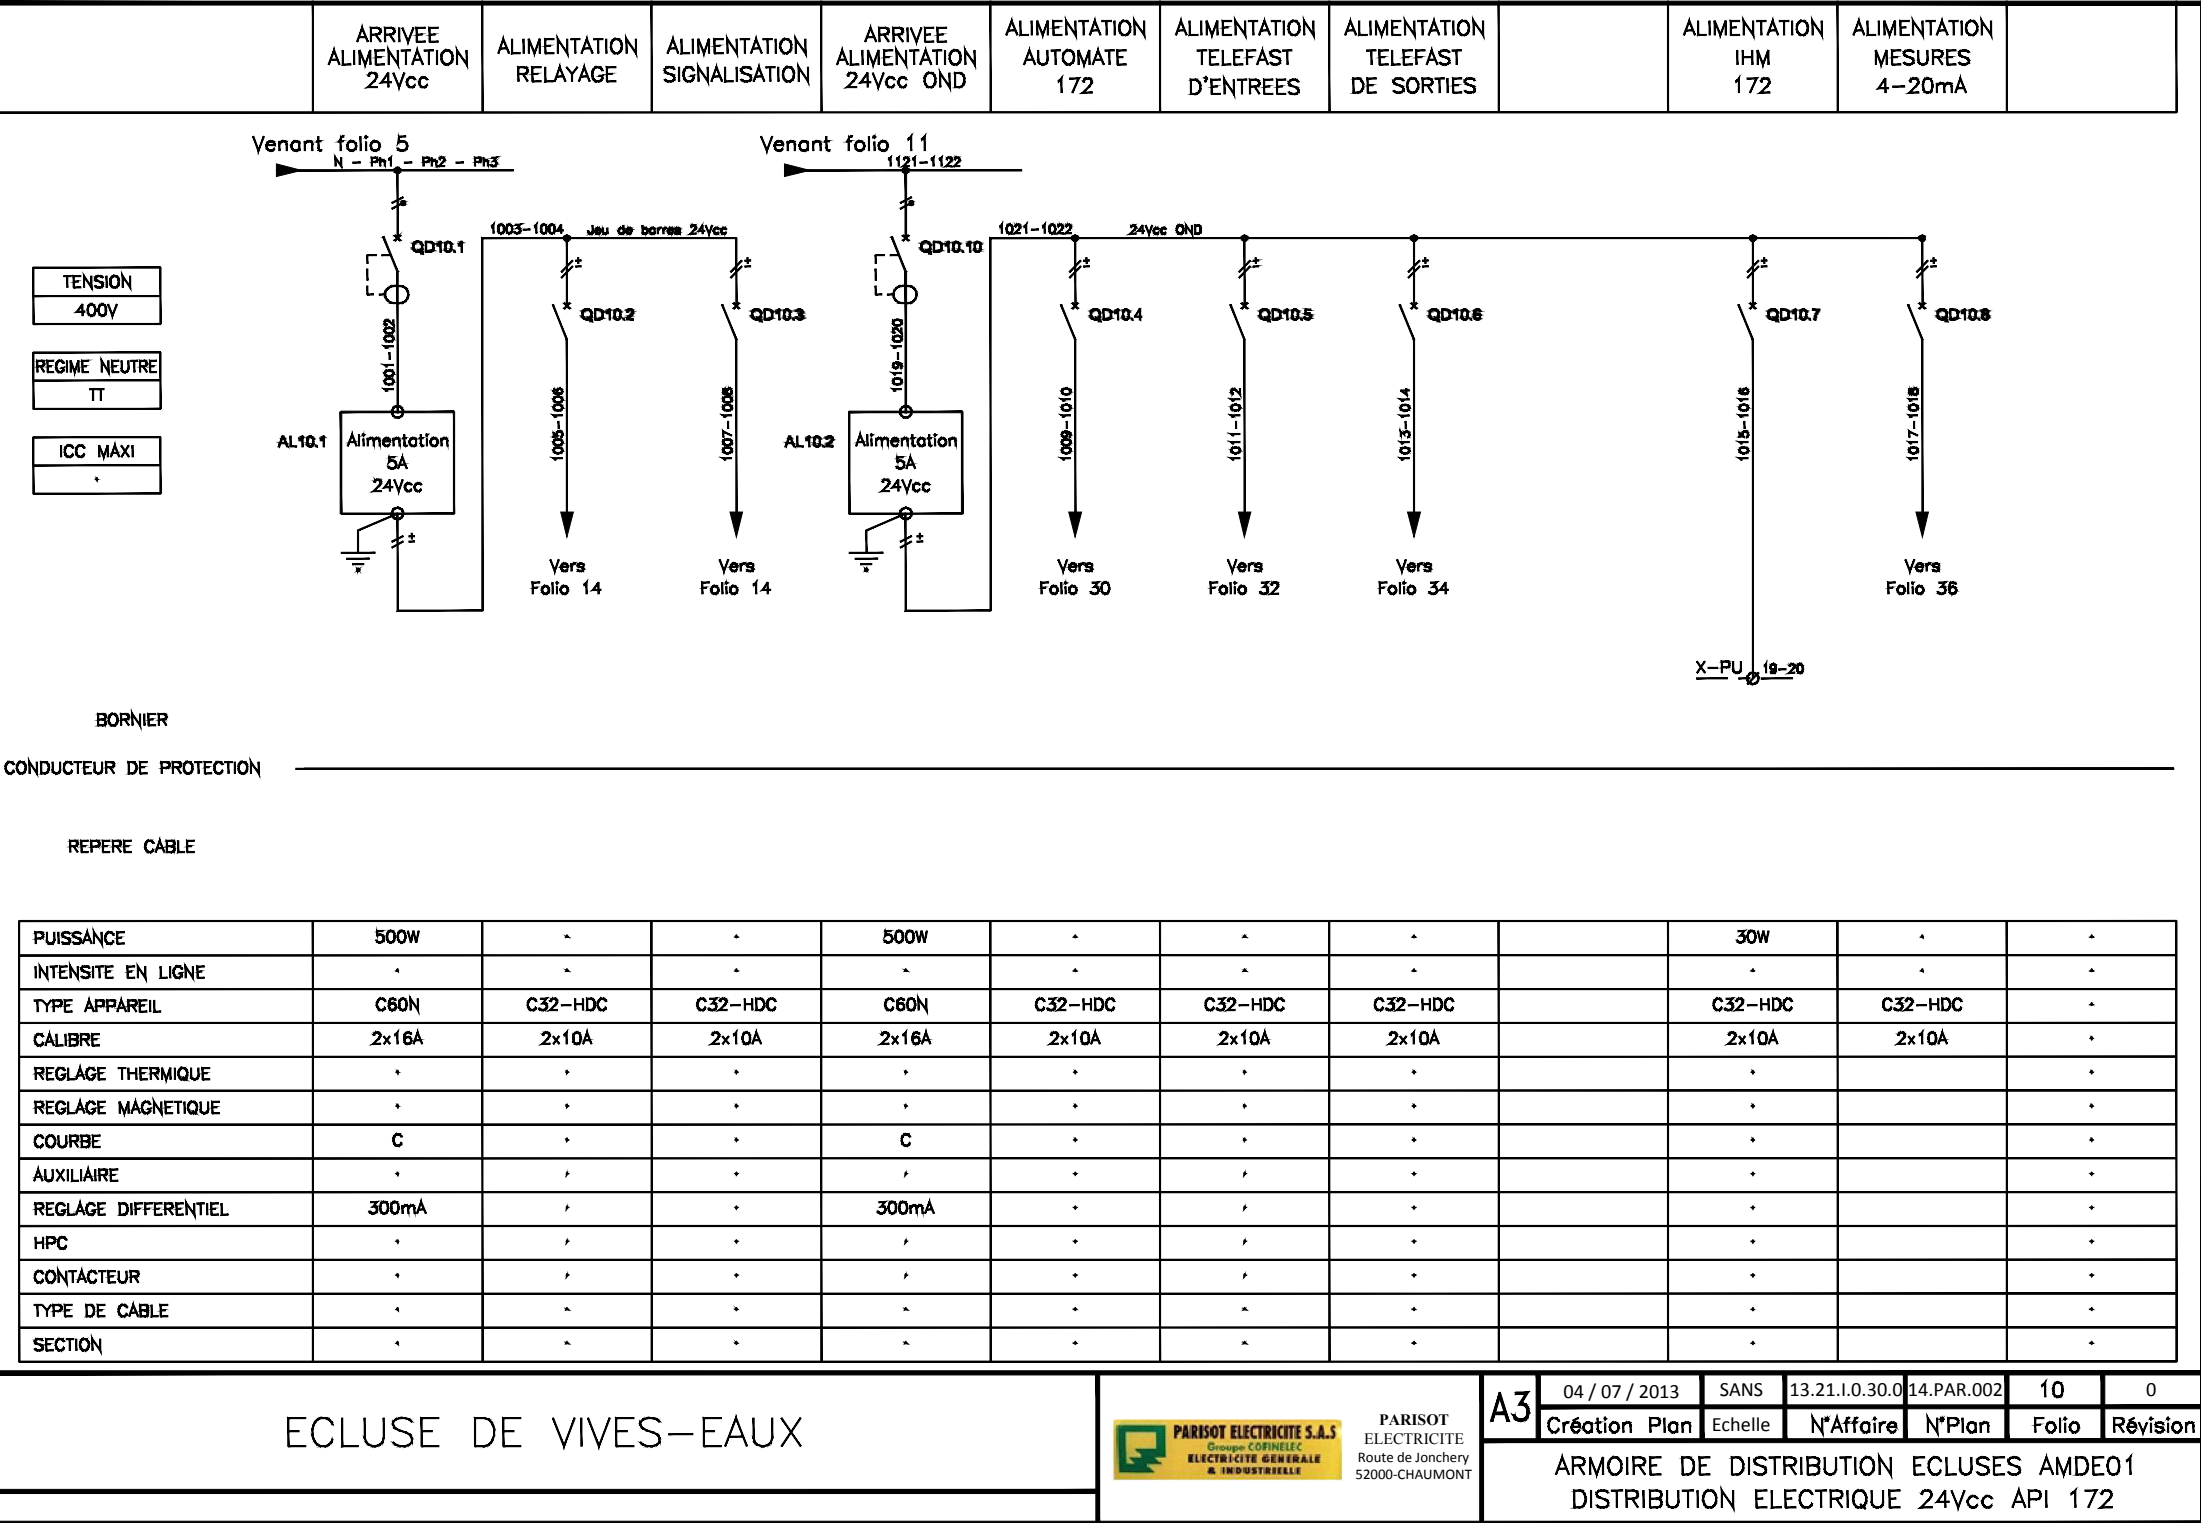 ARRIVEE
ALIMENTATION
24Vcc
ALIMENTATION
RELAYAGE
ALIMENTATION
SIGNALISATION
ARRIVEE
ALIMENTATION
24Vcc OND
ALIMENTATION
AUTOMATE
172
ALIMENTATION
TELEFAST
D'ENTREES
ALIMENTATION
TELEFAST
DE SORTIES
ALIMENTATION
IHM
172
ALIMENTATION
MESURES
4-20mA
Venant folio 5
N - Ph1 - Ph2 - Ph3
Venant folio 11
1121-1122
1003-1004 Jeu de barres 24Vcc
1021-1022 24Vcc OND
QD10.1
QD10.10
TENSION
400V
REGIME NEUTRE
TT
ICC MAXI
QD10.2
QD10.3
QD10.4
QD10.5
QD10.6
QD10.7
QD10.8
1001-1002
1005-1006
1007-1008
1019-1020
1009-1010
1011-1012
1013-1014
1015-1016
1017-1018
AL10.1
Alimentation
5A
24Vcc
AL10.2
Alimentation
5A
24Vcc
Vers
Folio 14
Vers
Folio 14
Vers
Folio 30
Vers
Folio 32
Vers
Folio 34
Vers
Folio 36
X-PU 19-20
BORNIER
CONDUCTEUR DE PROTECTION
REPERE CABLE
PUISSANCE 500W 500W 30W
INTENSITE EN LIGNE
TYPE APPAREIL C60N C32-HDC C32-HDC C60N C32-HDC C32-HDC C32-HDC C32-HDC C32-HDC
CALIBRE 2x16A 2x10A 2x10A 2x16A 2x10A 2x10A 2x10A 2x10A 2x10A
REGLAGE THERMIQUE
REGLAGE MAGNETIQUE
COURBE C C
AUXILIAIRE
REGLAGE DIFFERENTIEL 300mA 300mA
HPC
CONTACTEUR
TYPE DE CABLE
SECTION
ECLUSE DE VIVES-EAUX
PARISOT ELECTRICITE S.A.S
Groupe COFINELEC
ELECTRICITE GENERALE
& INDUSTRIELLE
PARISOT
ELECTRICITE
Route de Jonchery
52000-CHAUMONT
A3
04 / 07 / 2013 SANS 13.21.I.0.30.0 14.PAR.002 10 0
Création Plan Echelle N°Affaire N°Plan Folio Révision
ARMOIRE DE DISTRIBUTION ECLUSES AMDE01
DISTRIBUTION ELECTRIQUE 24Vcc API 172